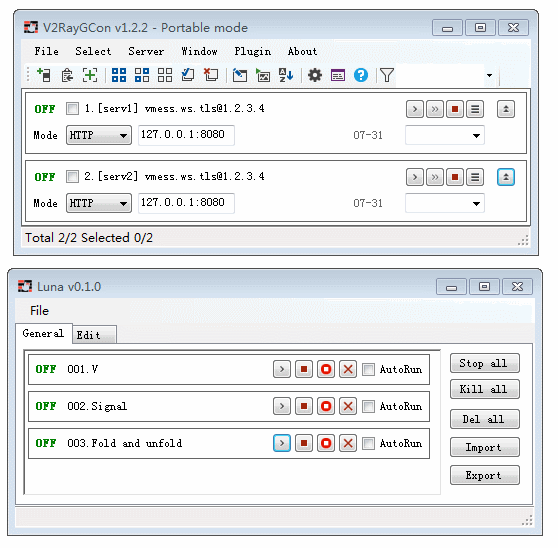 V2RayGCon v1.2.2 - Portable mode
File Select Server Window Plugin About
OFF 1.[serv1] vmess.ws.tls@1.2.3.4
Mode HTTP 127.0.0.1:8080 07-31
OFF 2.[serv2] vmess.ws.tls@1.2.3.4
Mode HTTP 127.0.0.1:8080 07-31
Total 2/2 Selected 0/2
Luna v0.1.0
File
General Edit
OFF 001.V AutoRun
Stop all
Kill all
OFF 002.Signal AutoRun
Del all
OFF 003.Fold and unfold AutoRun
Import
Export